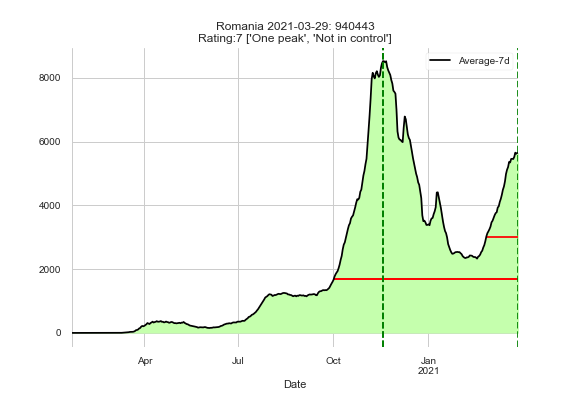 Romania 2021-03-29: 940443
Rating:7 ['One peak', 'Not in control']
Average-7d
8000
6000
4000
2000
0
Apr
Jul
Oct
Jan
2021
Date